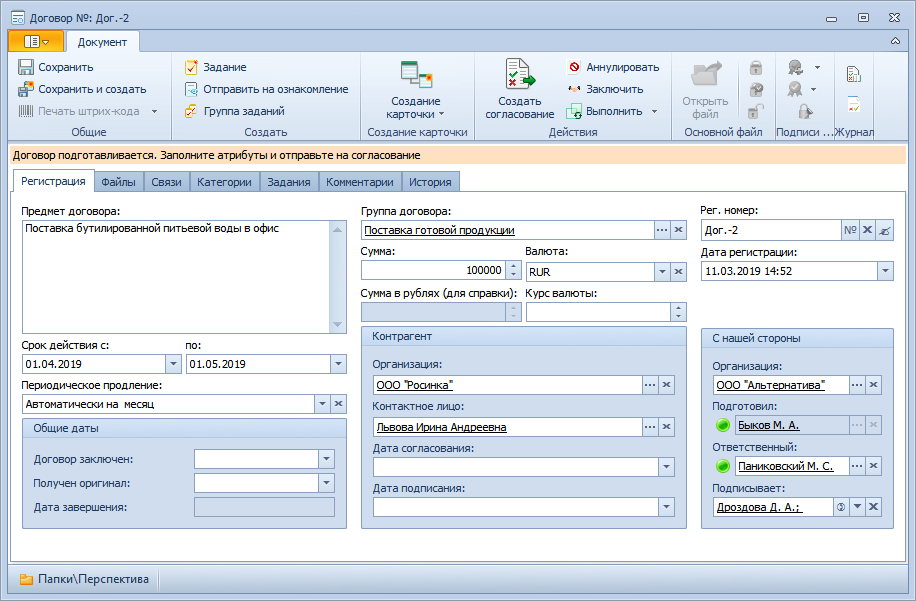 Договор №: Дог.-2
Документ
Сохранить
Сохранить и создать
Печать штрих-кода
Общие
Задание
Отправить на ознакомление
Группа заданий
Создать
Создание
карточки
Создание карточки
Создать
согласование
Аннулировать
Заключить
Выполнить
Действия
Открыть
файл
Основной файл
Подписи ...
Журнал
Договор подготавливается. Заполните атрибуты и отправьте на согласование
Регистрация Файлы Связи Категории Задания Комментарии История
Предмет договора:
Поставка бутилированной питьевой воды в офис
Срок действия с: по:
01.04.2019 01.05.2019
Периодическое продление:
Автоматически на месяц
Общие даты
Договор заключен:
Получен оригинал:
Дата завершения:
Группа договора:
Поставка готовой продукции
Сумма: Валюта:
100000 RUR
Сумма в рублях (для справки): Курс валюты:
Контрагент
Организация:
ООО "Росинка"
Контактное лицо:
Львова Ирина Андреевна
Дата согласования:
Дата подписания:
Рег. номер:
Дог.-2 №
Дата регистрации:
11.03.2019 14:52
С нашей стороны
Организация:
ООО "Альтернатива"
Подготовил:
Быков М. А.
Ответственный:
Паниковский М. С.
Подписывает:
Дроздова Д. А.;
Папки\Перспектива